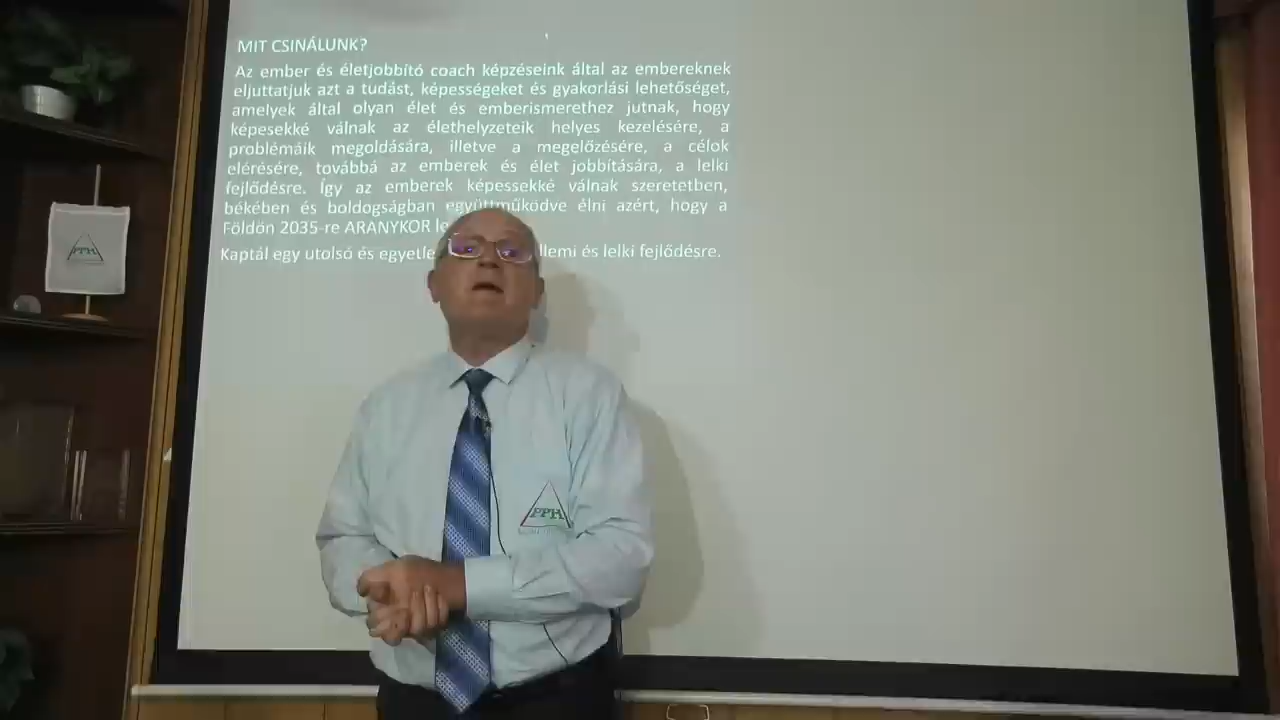 MIT CSINÁLUNK?
Az ember és életjobbító coach képzéseink által az embereknek
eljuttatjuk azt a tudást, képességeket és gyakorlási lehetőséget,
amelyek által olyan élet és emberismerethez jutnak, hogy
képesekké válnak az élethelyzeteik helyes kezelésére, a
problémáik megoldására, illetve a megelőzésére, a célok
elérésére, továbbá az emberek és élet jobbítására, a lelki
fejlődésre. Így az emberek képessekké válnak szeretetben,
békében és boldogságban együttműködve élni azért, hogy a
Földön 2035-re ARANYKOR
Kaptál egy utolsó és fejlődésre.
lelki
PPH
PPH